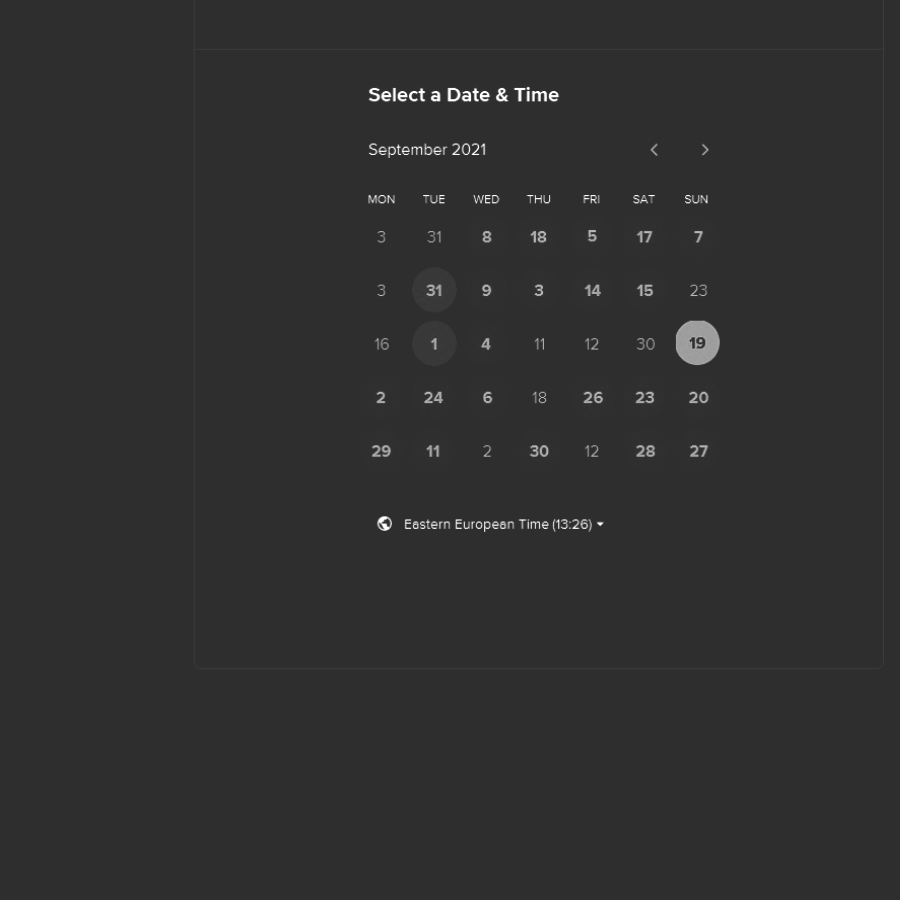 Select a Date & Time
September 2021
MON TUE WED THU FRI SAT SUN
3 31 8 18 5 17 7
3 31 9 3 14 15 23
16 1 4 11 12 30 19
2 24 6 18 26 23 20
29 11 2 30 12 28 27
Eastern European Time (13:26)